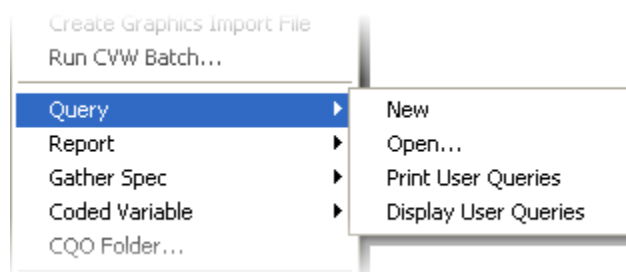 Create Graphics Import File
Run CVW Batch...
Query
Report
Gather Spec
Coded Variable
CQO Folder...
New
Open...
Print User Queries
Display User Queries